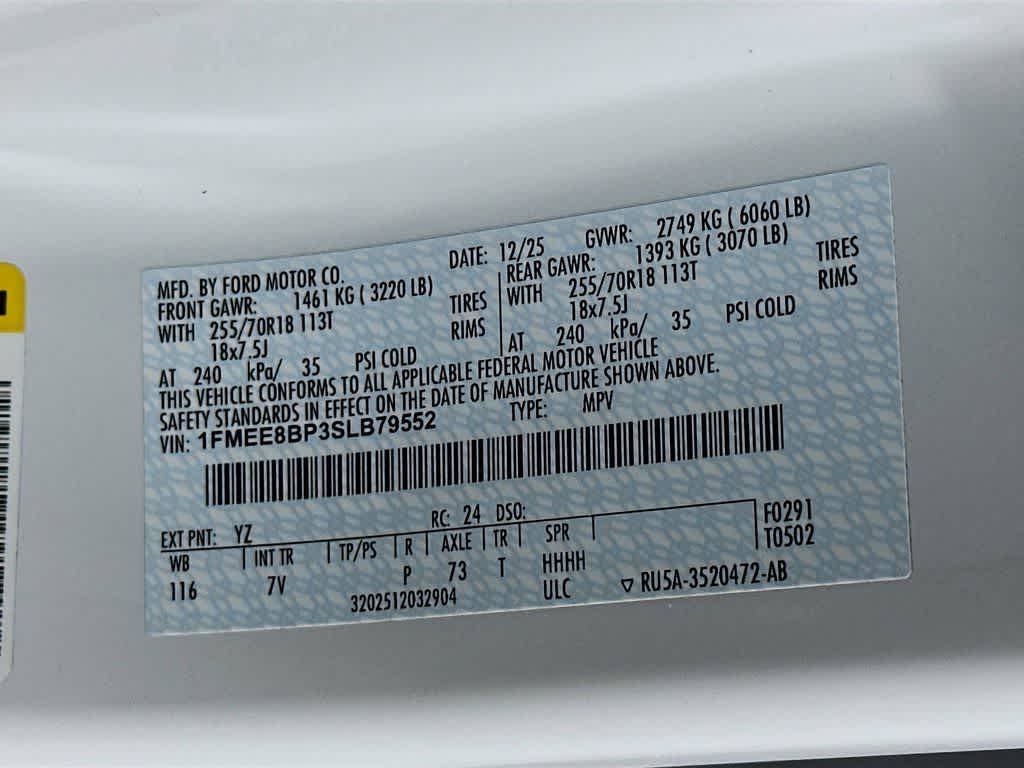 MFD. BY FORD MOTOR CO. DATE: 12/25 GVWR: 2749 KG ( 6060 LB)
FRONT GAWR: 1461 KG ( 3220 LB) REAR GAWR: 1393 KG ( 3070 LB)
WITH 255/70R18 113T TIRES WITH 255/70R18 113T TIRES
18x7.5J RIMS 18x7.5J RIMS
AT 240 kPa/ 35 PSI COLD AT 240 kPa/ 35 PSI COLD
THIS VEHICLE CONFORMS TO ALL APPLICABLE FEDERAL MOTOR VEHICLE
SAFETY STANDARDS IN EFFECT ON THE DATE OF MANUFACTURE SHOWN ABOVE.
VIN: 1FMEE8BP3SLB79552 TYPE: MPV
EXT PNT: YZ RC: 24 DSO: F0291
WB INT TR TP/PS R AXLE TR SPR T0502
116 7V P 73 T HHHH
3202512032904 ULC ▽ RU5A-3520472-AB